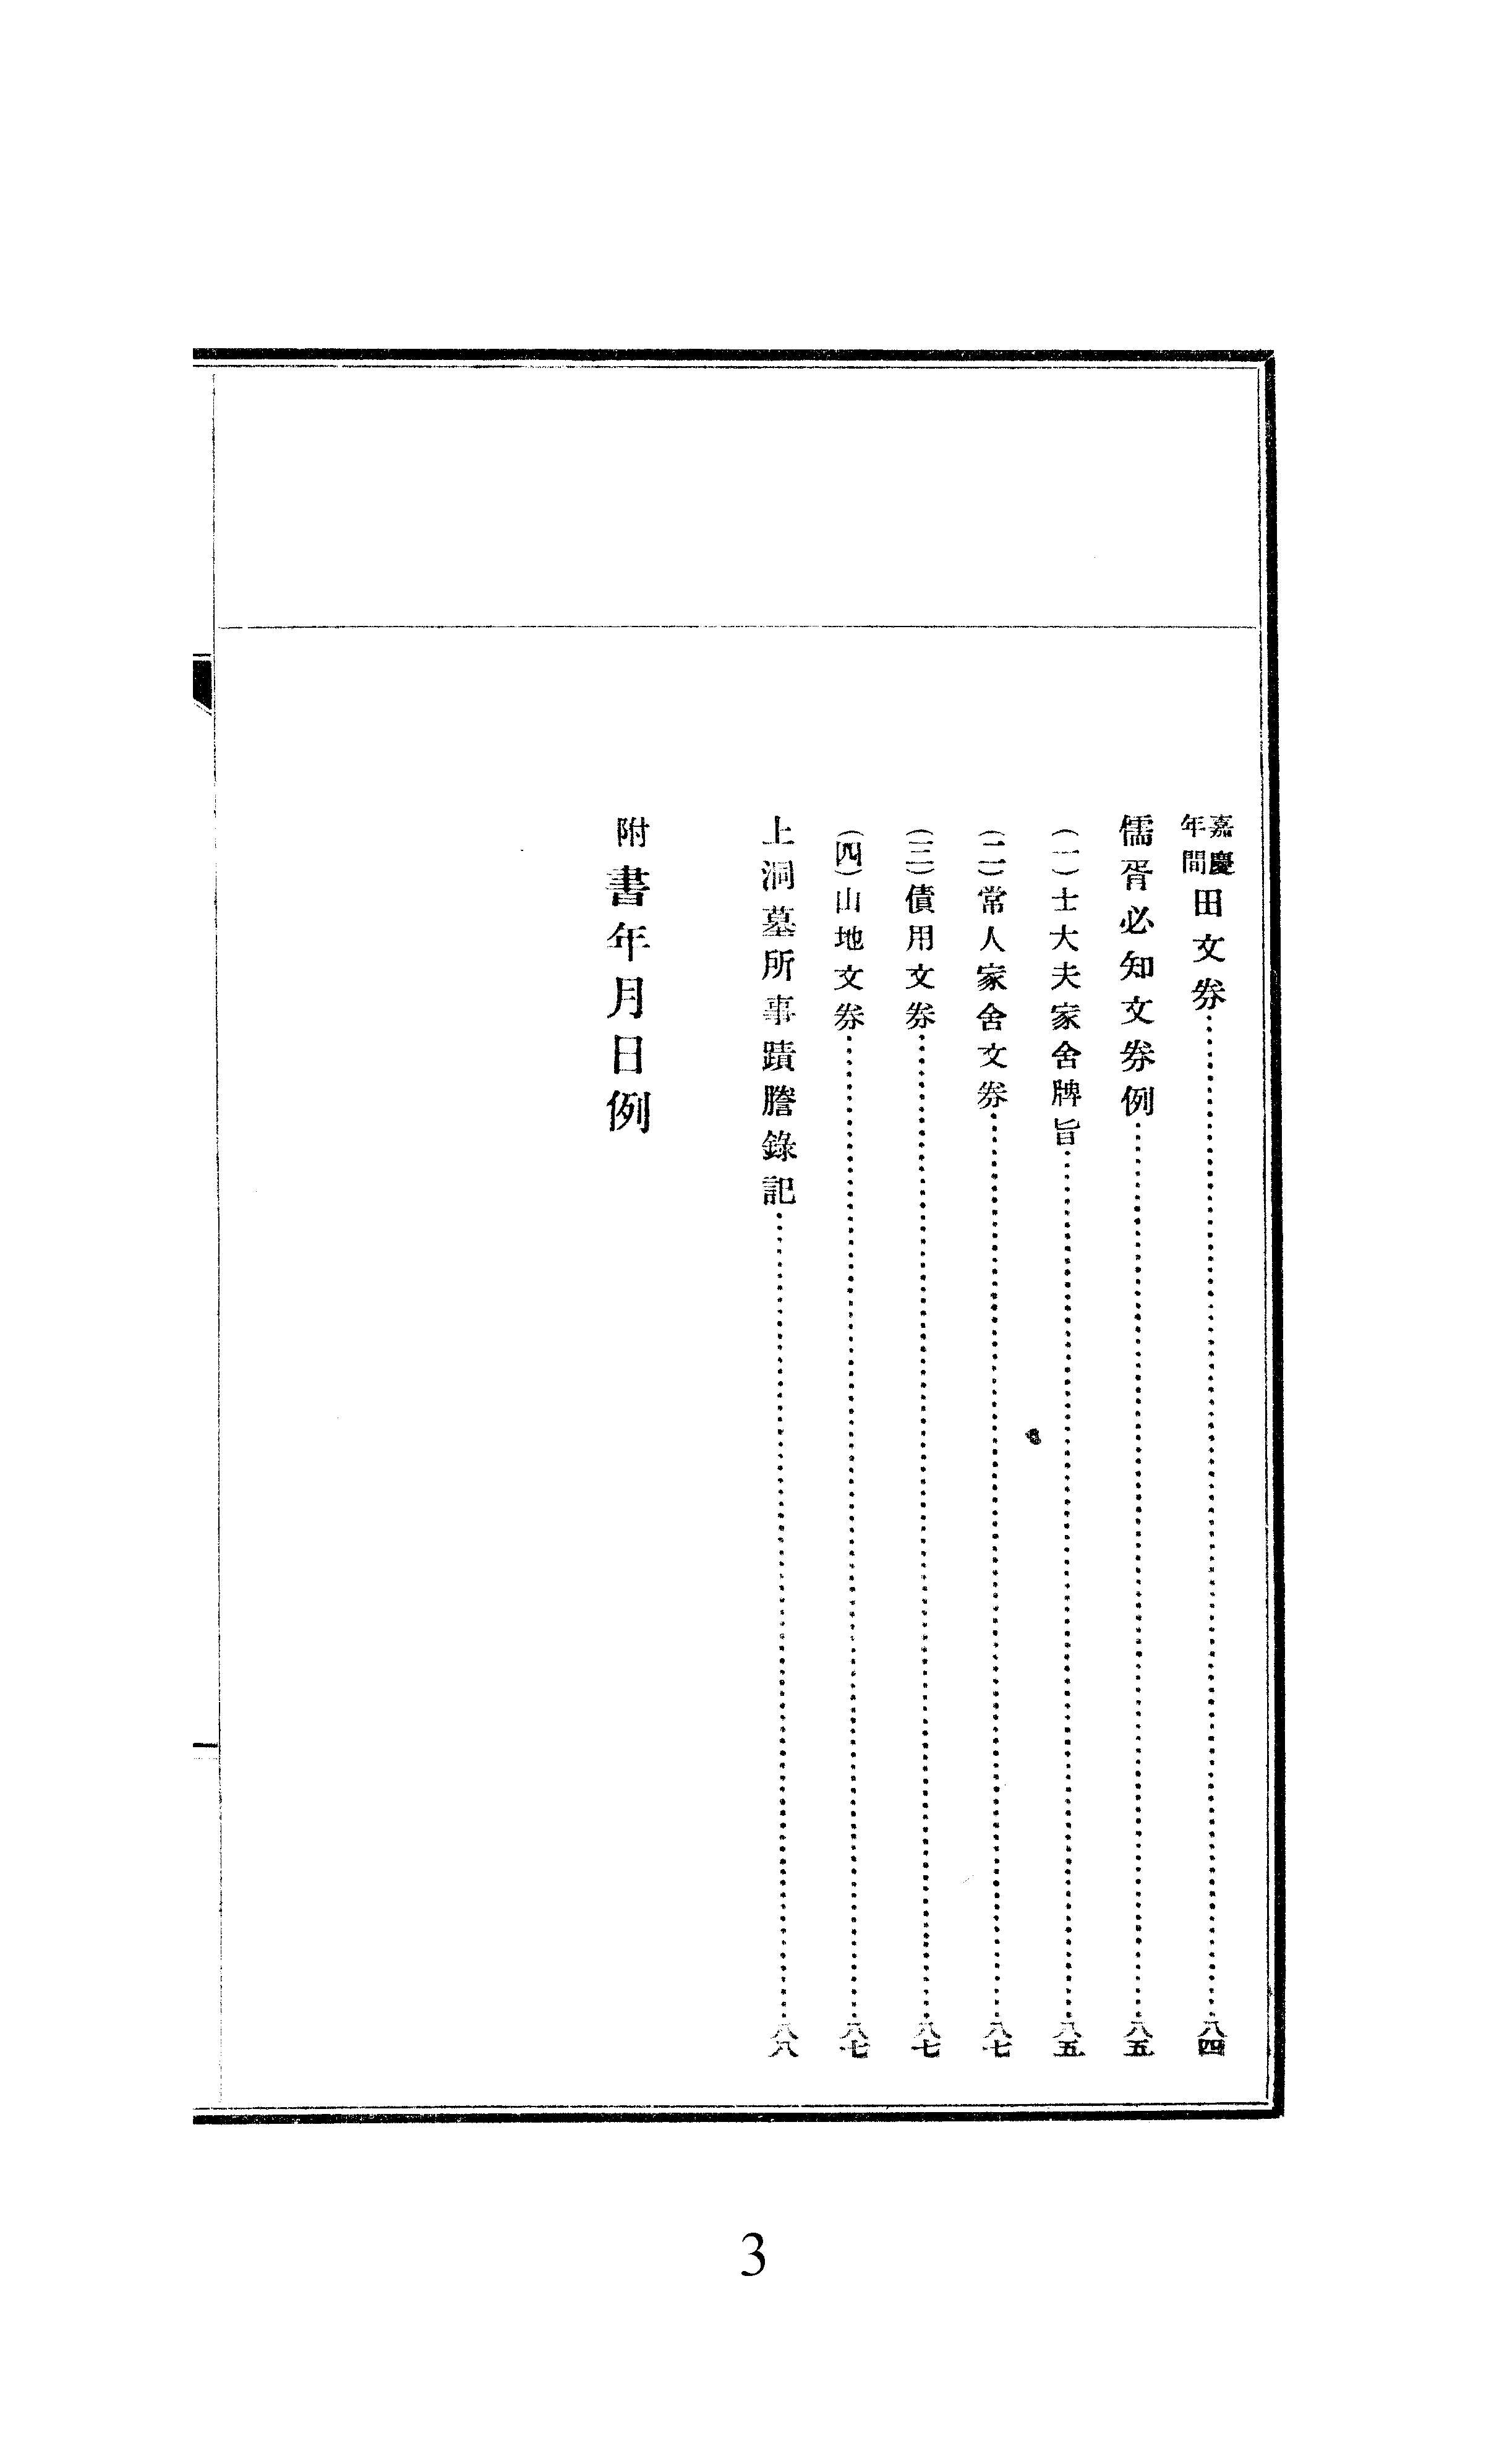 嘉慶年間田文券…………八四
儒胥必知文券例…………八五
(一)士大夫家舍牌旨…………八五
(二)常人家舍文券…………八七
(三)債用文券…………八七
(四)山地文券…………八七
上洞墓所事蹟謄錄記…………八八
附 書年月日例
3